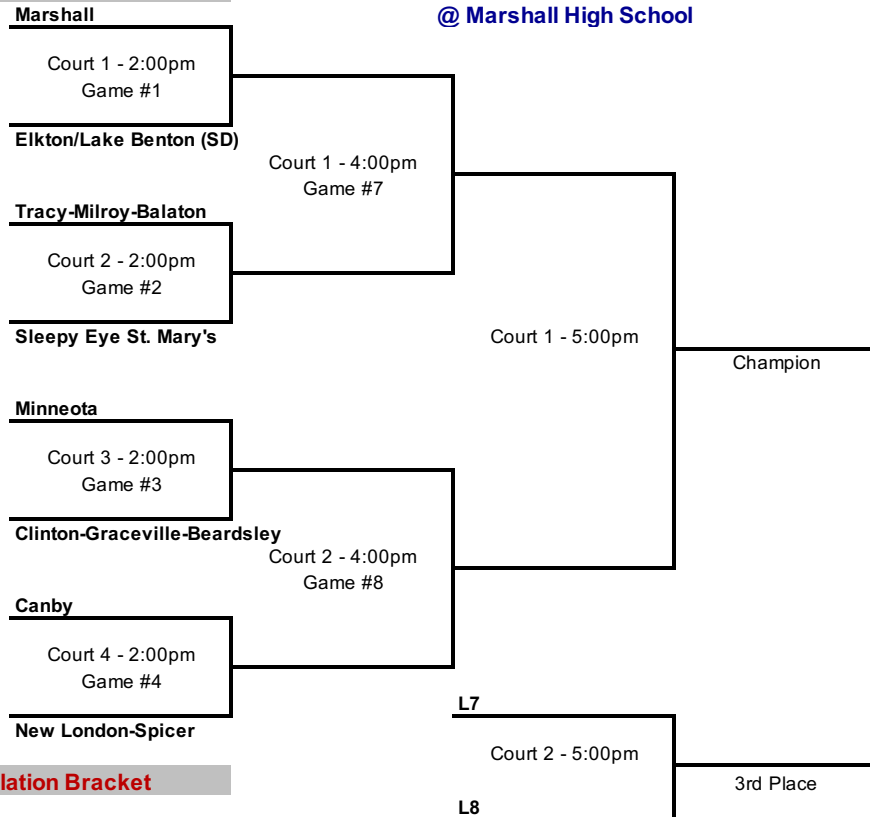 @ Marshall High School
Marshall
Court 1 - 2:00pm
Game #1
Elkton/Lake Benton (SD)
Court 1 - 4:00pm
Game #7
Tracy-Milroy-Balaton
Court 2 - 2:00pm
Game #2
Sleepy Eye St. Mary's
Court 1 - 5:00pm
Champion
Minneota
Court 3 - 2:00pm
Game #3
Clinton-Graceville-Beardsley
Court 2 - 4:00pm
Game #8
Canby
Court 4 - 2:00pm
Game #4
New London-Spicer
L7
Court 2 - 5:00pm
3rd Place
L8
lation Bracket